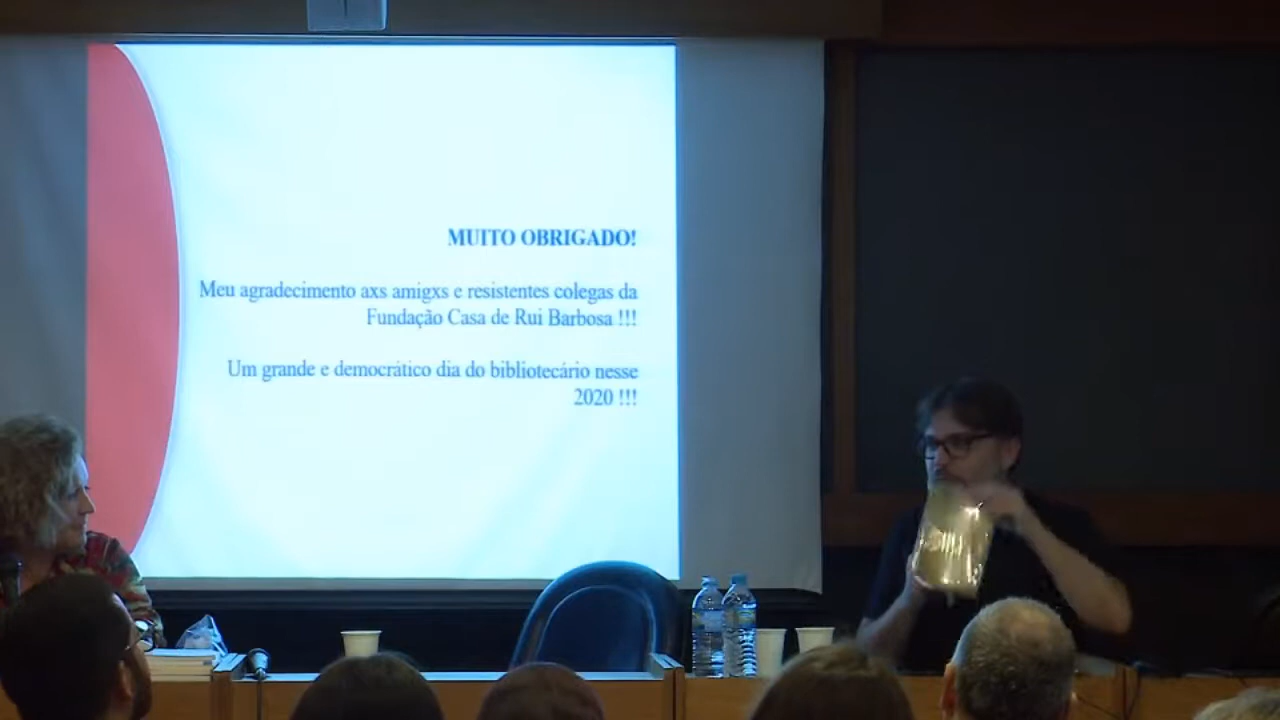 MUITO OBRIGADO!
Meu agradecimento axs amigxs e resistentes colegas da
Fundação Casa de Rui Barbosa !!!
Um grande e democrático dia do bibliotecário nesse
2020 !!!